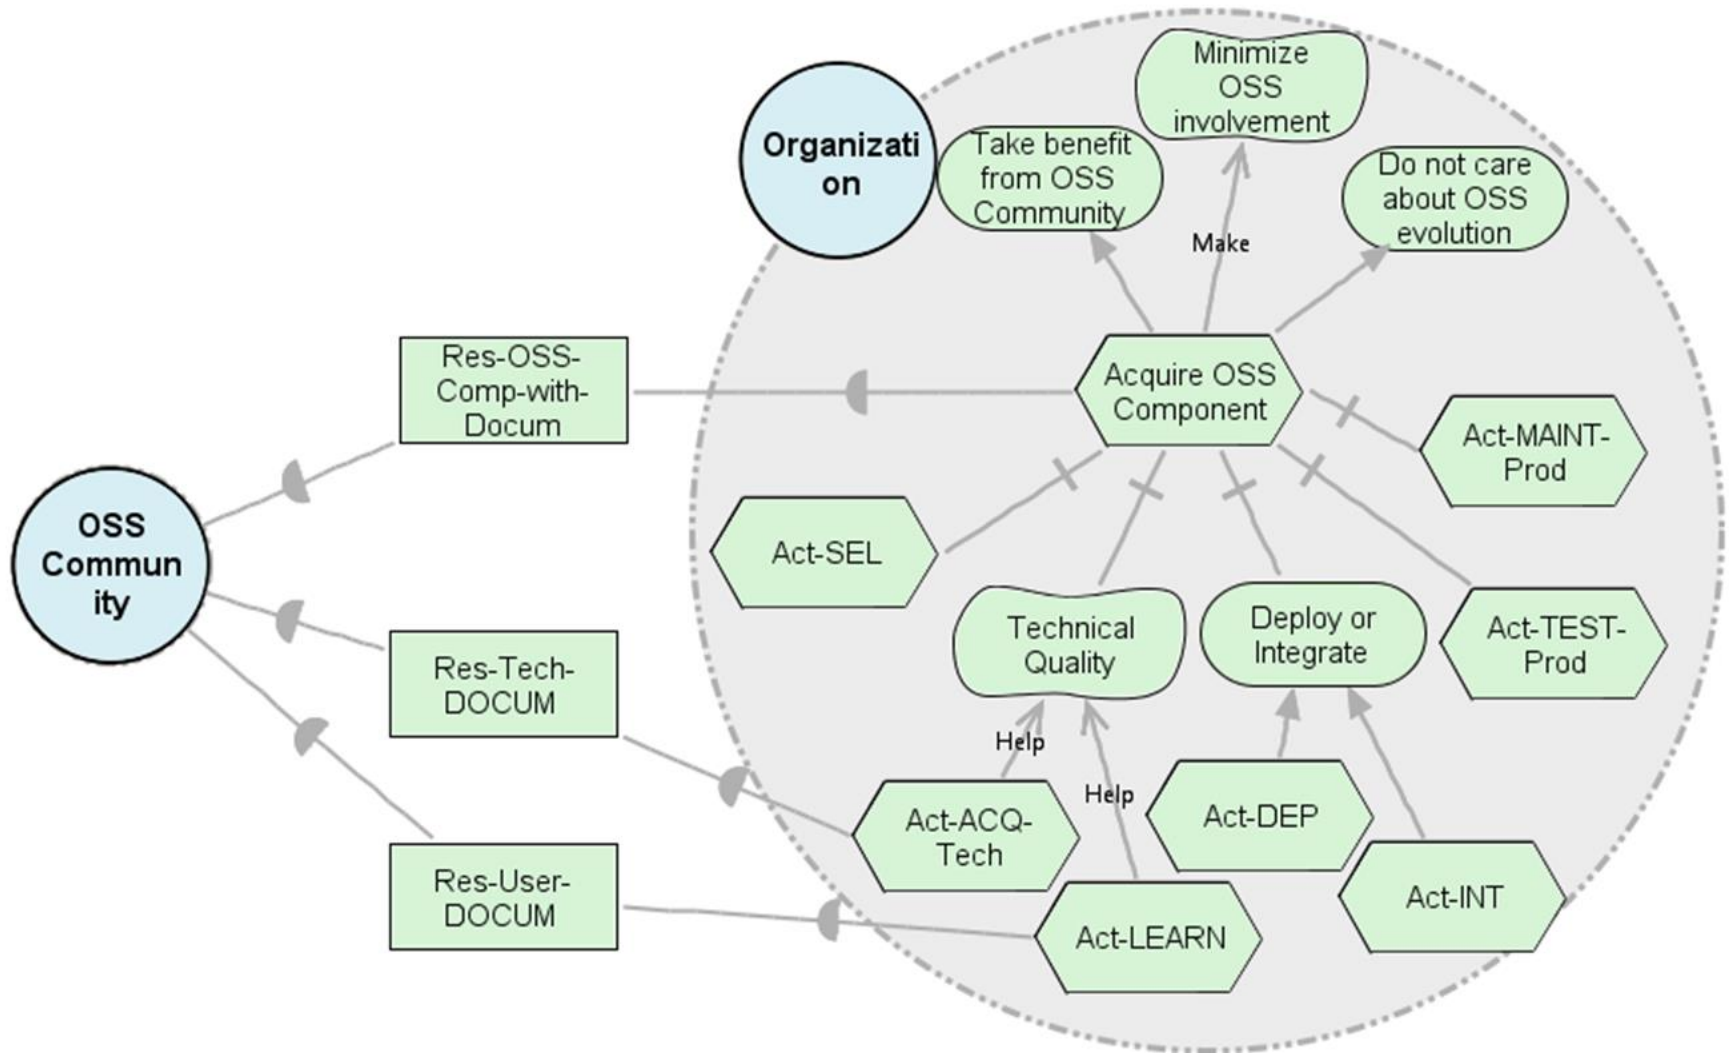 Minimize
OSS
involvement
Organizati
on
Take benefit
from OSS
Community
Do not care
about OSS
evolution
Make
Res-OSS-
Comp-with-
Docum
Acquire OSS
Component
Act-MAINT-
Prod
OSS
Commun
ity
Act-SEL
Technical
Quality
Deploy or
Integrate
Act-TEST-
Prod
Res-Tech-
DOCUM
Help
Help
Act-ACQ-
Tech
Act-DEP
Res-User-
DOCUM
Act-LEARN
Act-INT